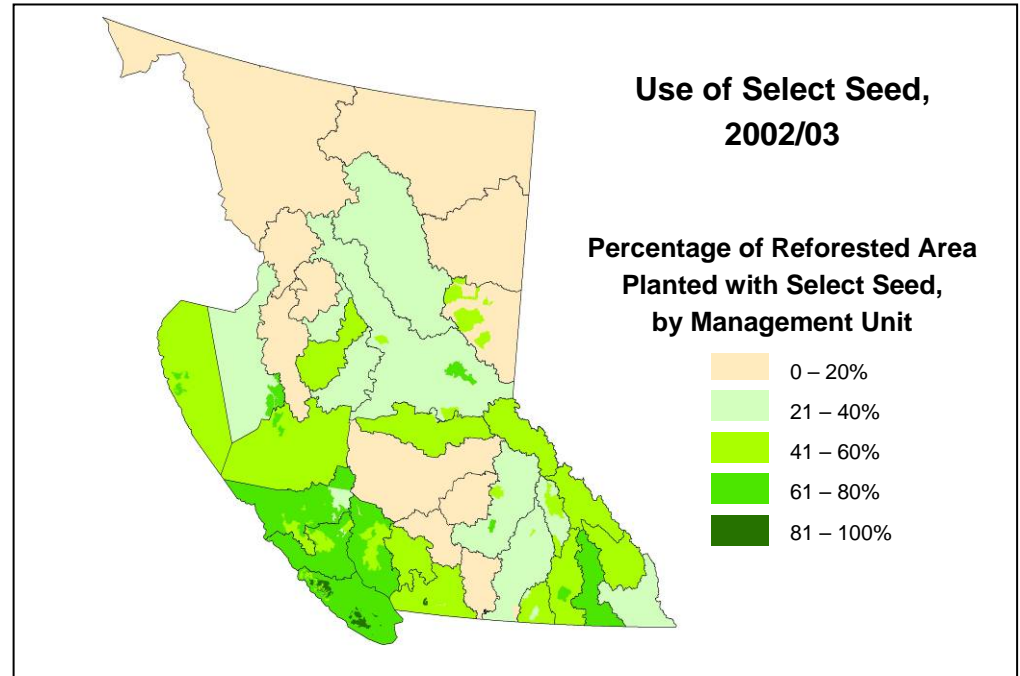 Use of Select Seed,
2002/03
Percentage of Reforested Area
Planted with Select Seed,
by Management Unit
0 – 20%
21 – 40%
41 – 60%
61 – 80%
81 – 100%